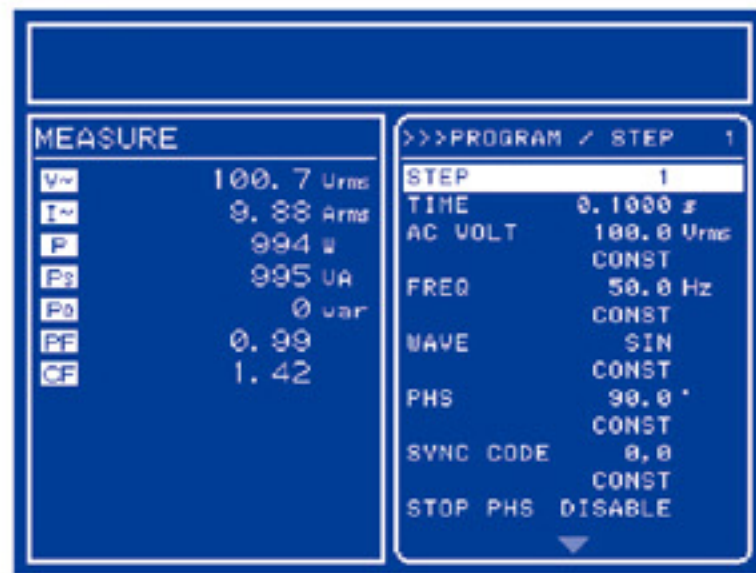 MEASURE
V~ 100.7 Vrms
I~ 9.88 Arms
P 994 W
Ps 995 VA
PQ 0 var
PF 0.99
CF 1.42
>>>PROGRAM / STEP 1
STEP 1
TIME 0.1000 s
AC VOLT 100.0 Vrms
CONST
FREQ 50.0 Hz
CONST
WAVE SIN
CONST
PHS 90.0 °
CONST
SYNC CODE 0,0
CONST
STOP PHS DISABLE